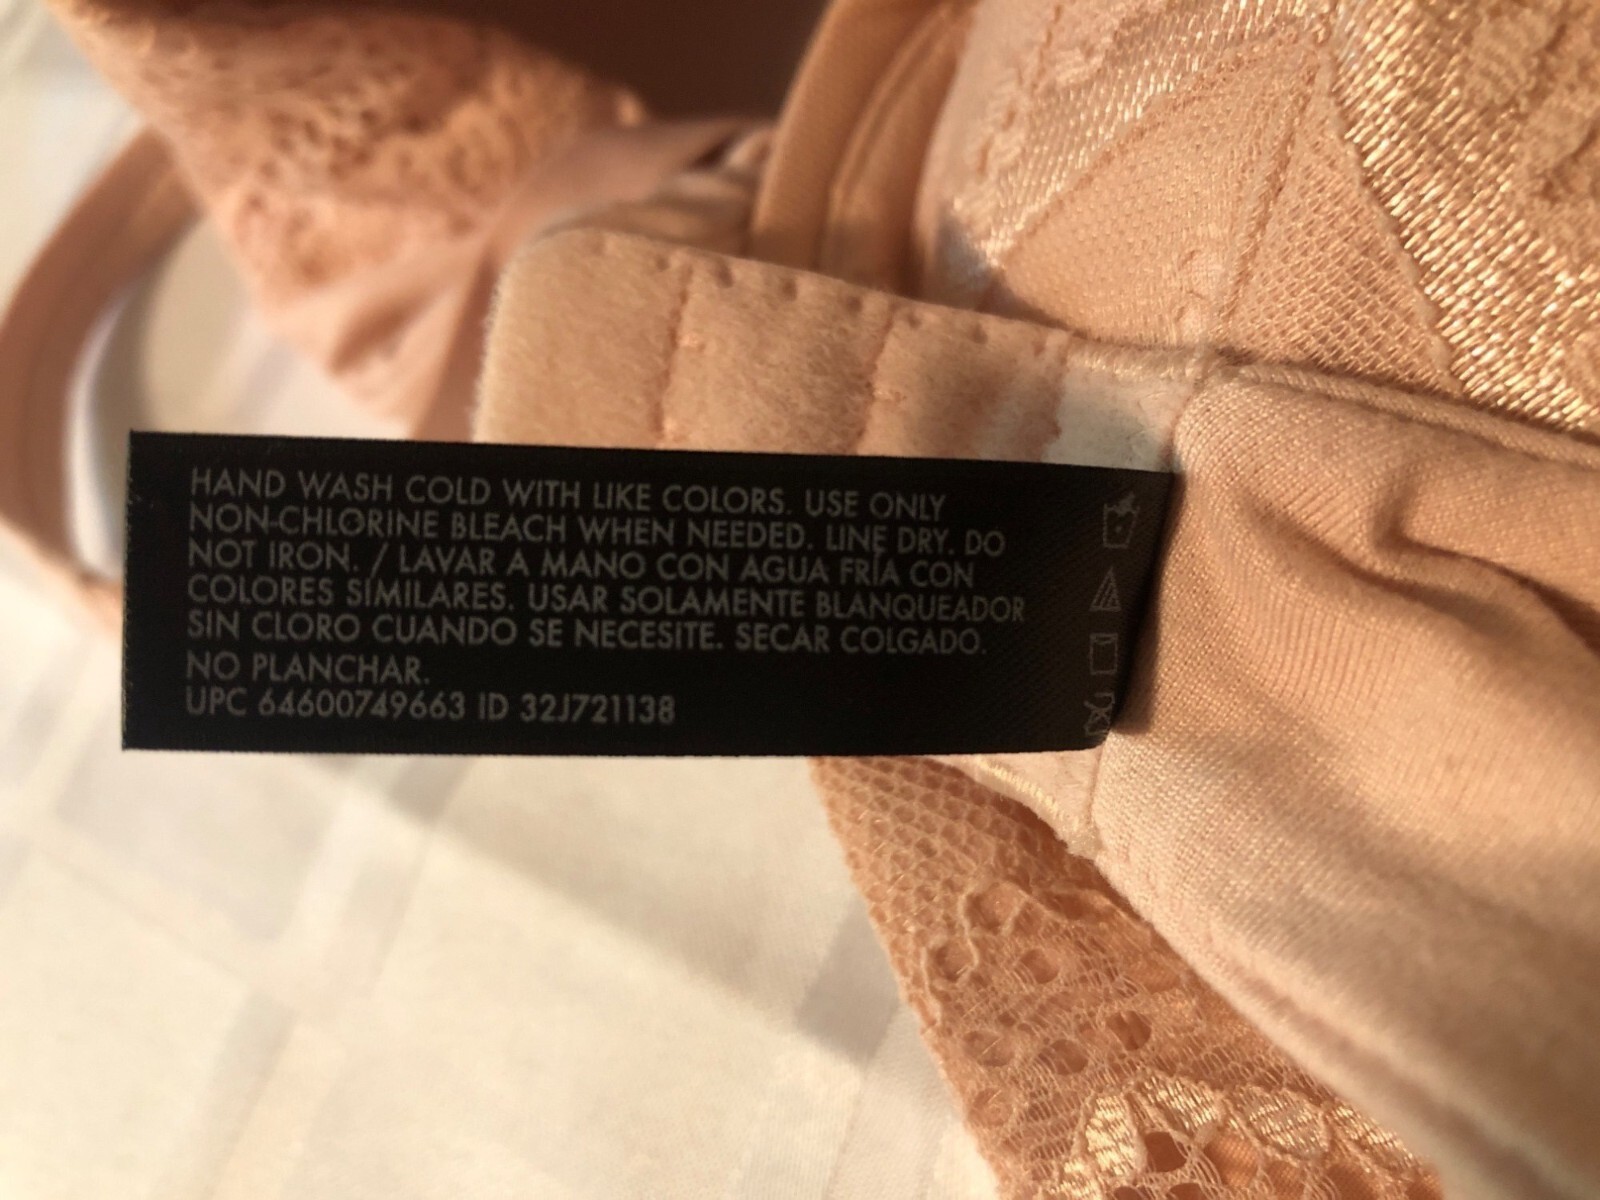 HAND WASH COLD WITH LIKE COLORS. USE ONLY
NON-CHLORINE BLEACH WHEN NEEDED. LINE DRY. DO
NOT IRON. / LAVAR A MANO CON AGUA FRÍA CON
COLORES SIMILARES. USAR SOLAMENTE BLANQUEADOR
SIN CLORO CUANDO SE NECESITE. SECAR COLGADO.
NO PLANCHAR.
UPC 64600749663 ID 32J721138